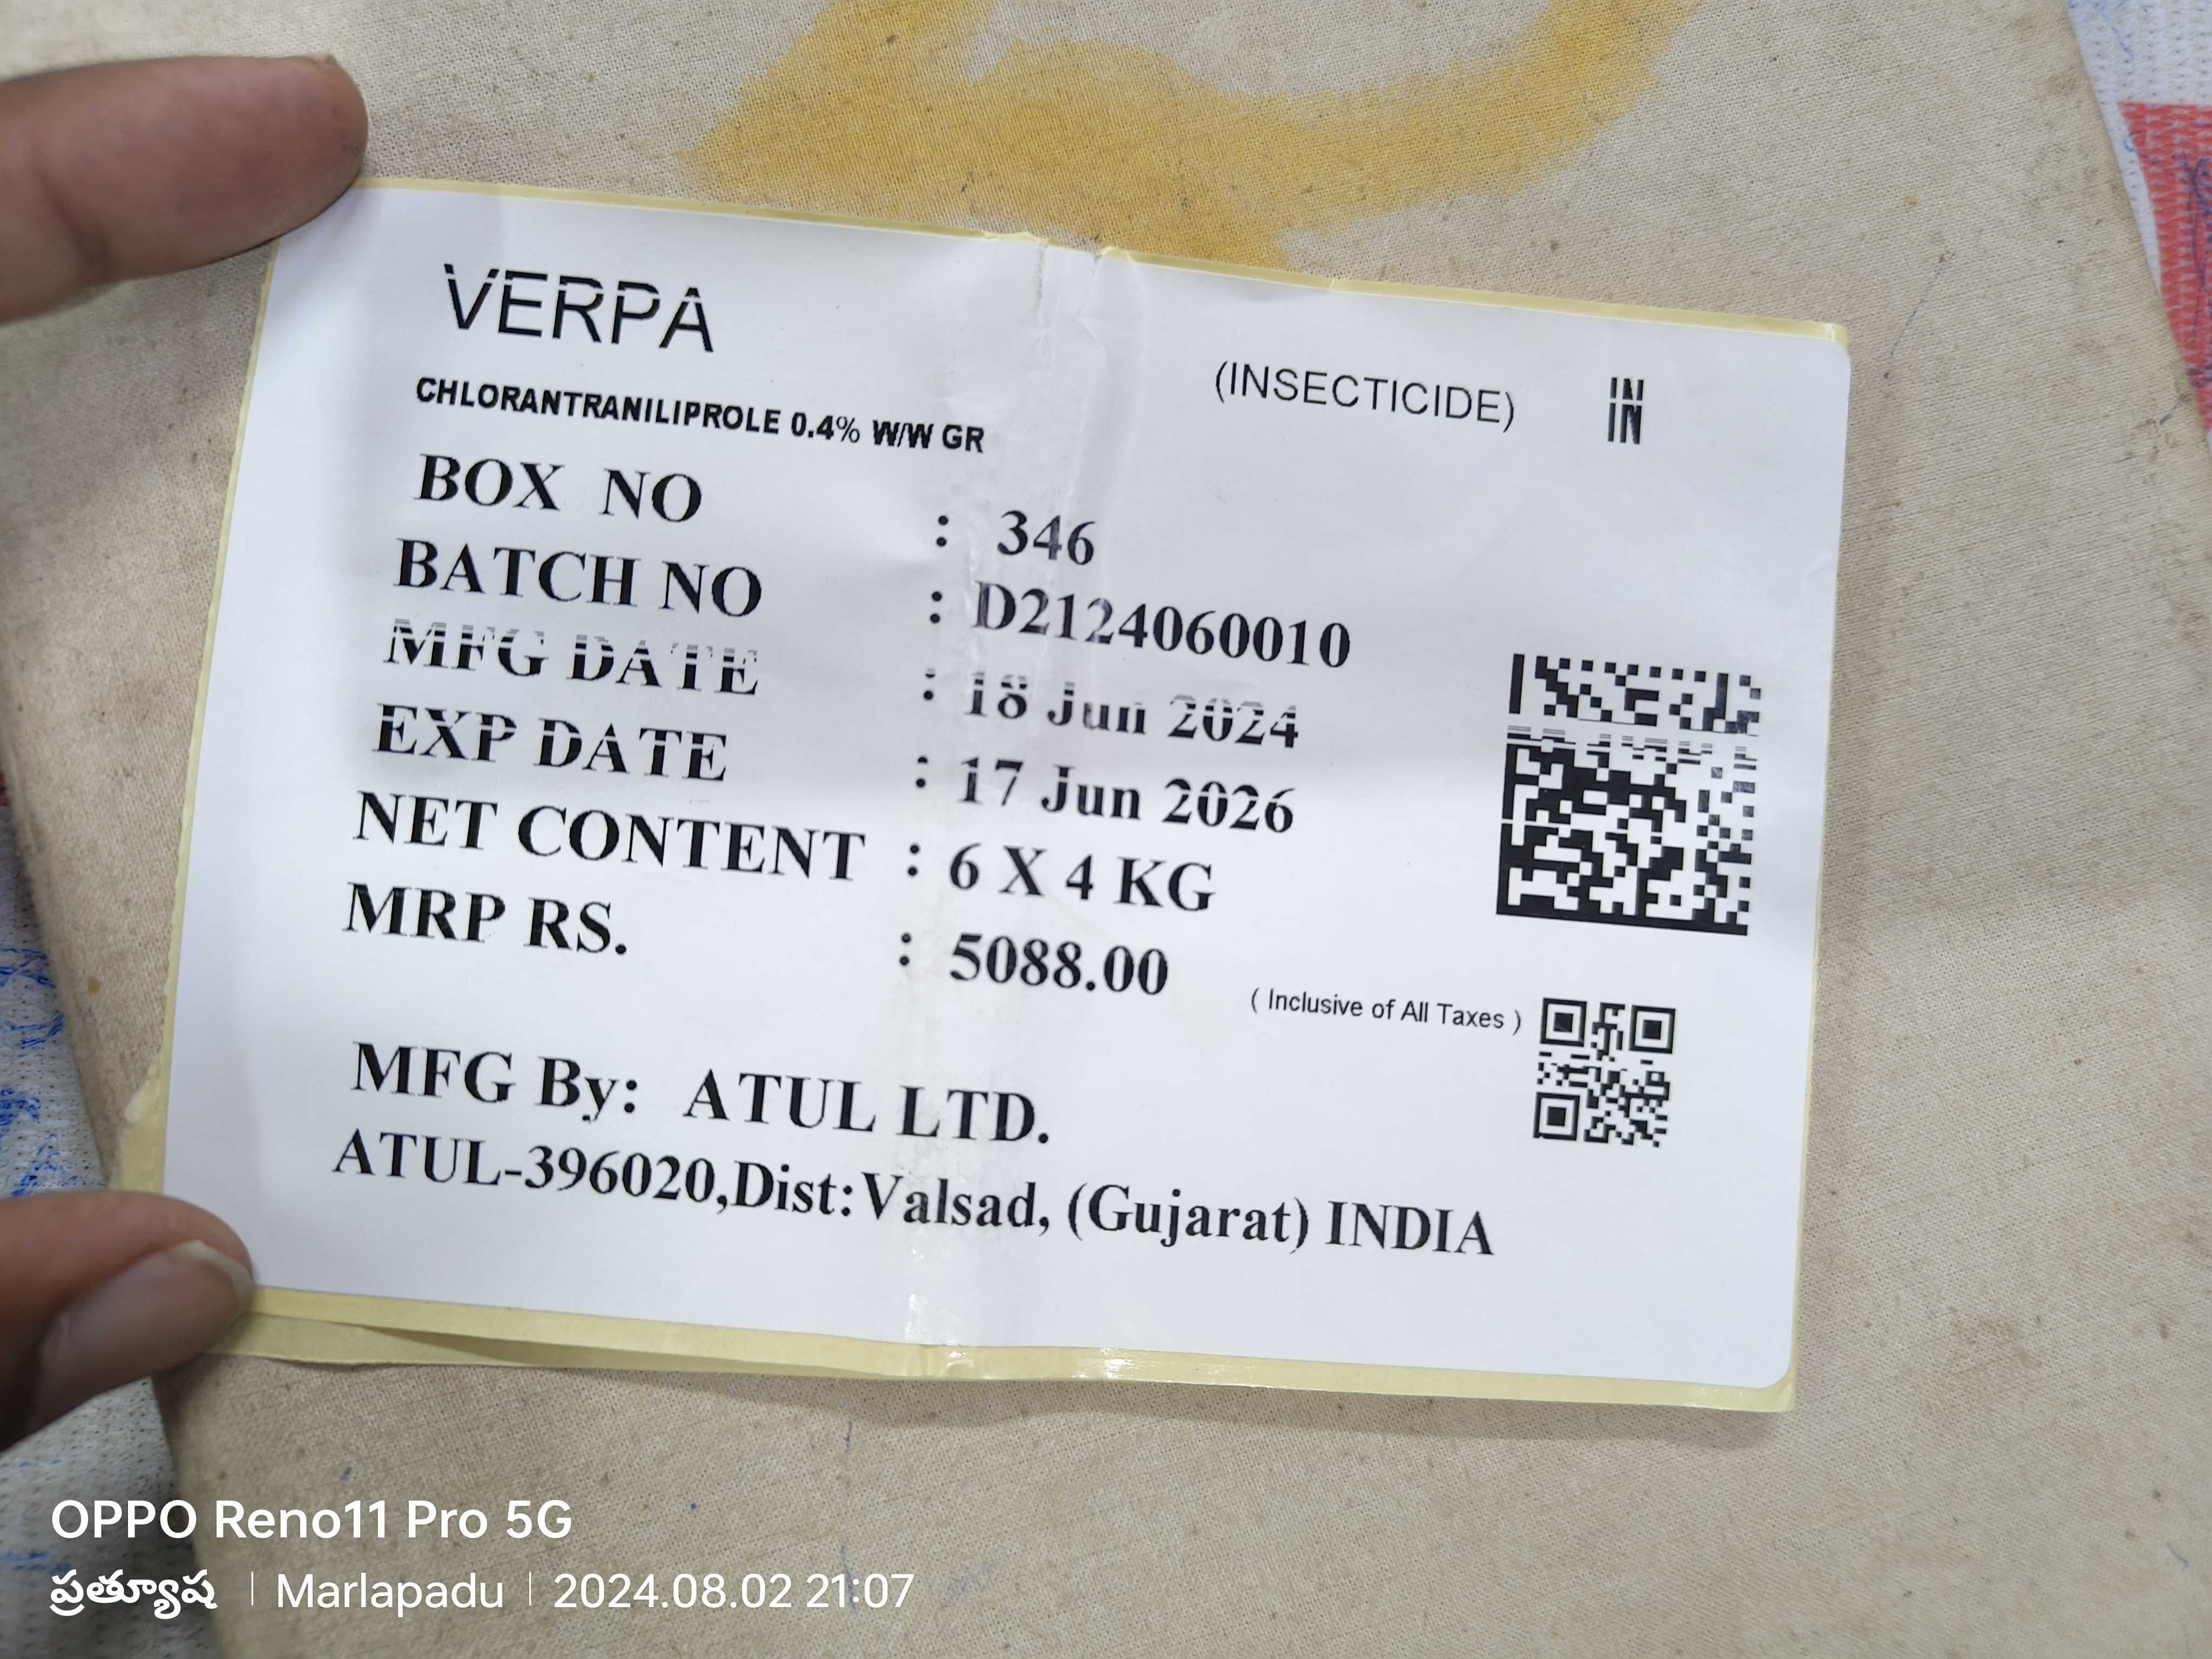 VERPA
(INSECTICIDE) IN
CHLORANTRANILIPROLE 0.4% W/W GR
BOX NO : 346
BATCH NO : D2124060010
MFG DATE : 18 Jun 2024
EXP DATE : 17 Jun 2026
NET CONTENT : 6 X 4 KG
MRP RS. : 5088.00 ( Inclusive of All Taxes )
MFG By: ATUL LTD.
ATUL-396020,Dist:Valsad, (Gujarat) INDIA
OPPO Reno11 Pro 5G
ప్రత్యూష | Marlapadu | 2024.08.02 21:07